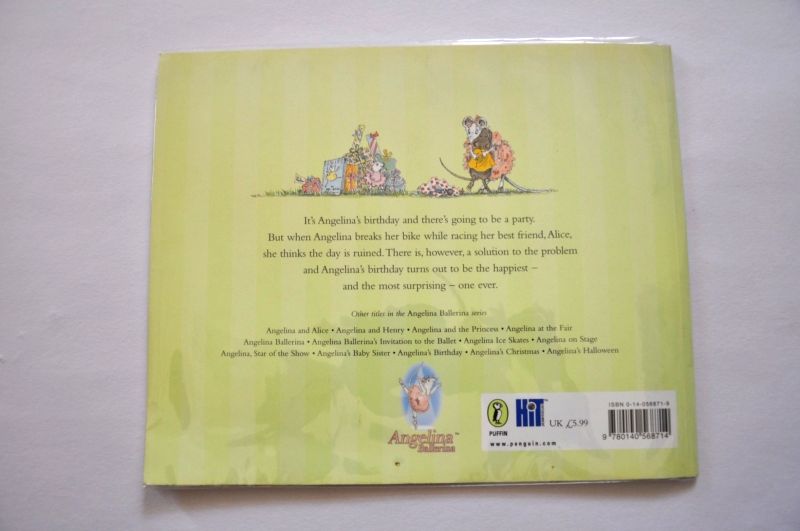 It's Angelina's birthday and there's going to be a party.
But when Angelina breaks her bike while racing her best friend, Alice,
she thinks the day is ruined. There is, however, a solution to the problem
and Angelina's birthday turns out to be the happiest –
and the most surprising – one ever.
Other titles in the Angelina Ballerina series
Angelina and Alice • Angelina and Henry • Angelina and the Princess • Angelina at the Fair
Angelina Ballerina • Angelina Ballerina's Invitation to the Ballet • Angelina Ice Skates • Angelina on Stage
Angelina, Star of the Show • Angelina's Baby Sister • Angelina's Birthday • Angelina's Christmas • Angelina's Halloween
Angelina™
Ballerina
PUFFIN
HiT™
UK £5.99
www.penguin.com
ISBN 0-14-056871-9
9 780140 568714